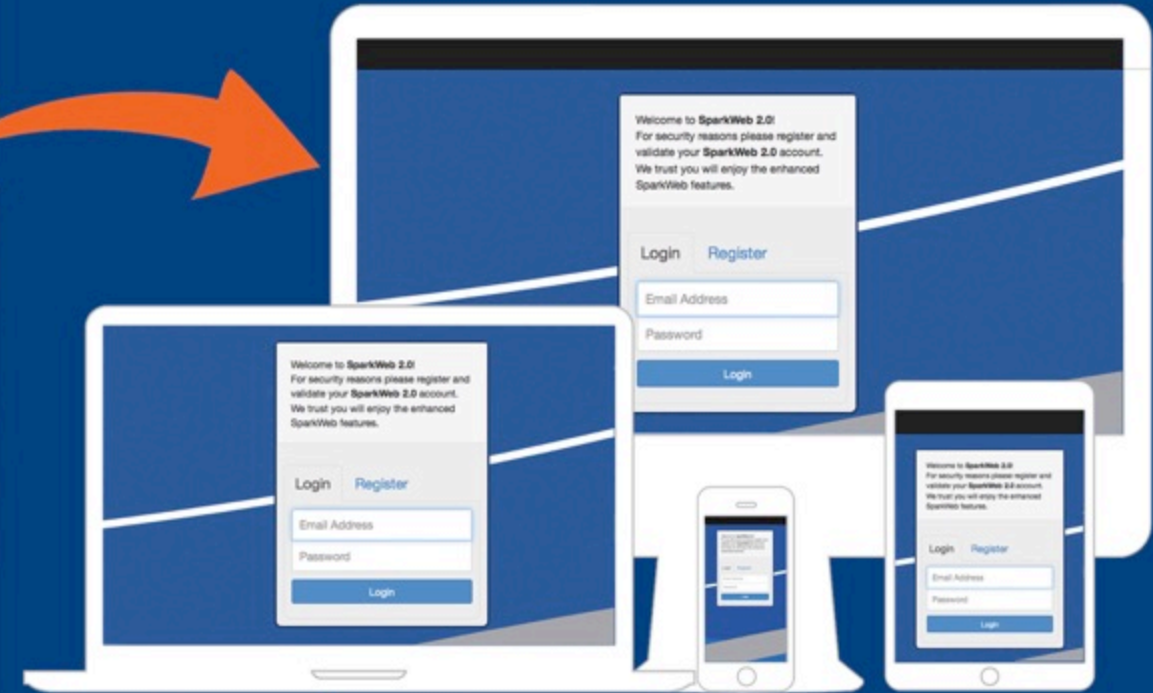 Welcome to SparkWeb 2.0!
For security reasons please register and
validate your SparkWeb 2.0 account.
We trust you will enjoy the enhanced
SparkWeb features.
Login Register
Email Address
Password
Login
Welcome to SparkWeb 2.0!
For security reasons please register and
validate your SparkWeb 2.0 account.
We trust you will enjoy the enhanced
SparkWeb features.
Login Register
Email Address
Password
Login
Welcome to SparkWeb 2.0!
For security reasons please register and
validate your SparkWeb 2.0 account.
We trust you will enjoy the enhanced
SparkWeb features.
Login Register
Email Address
Password
Login